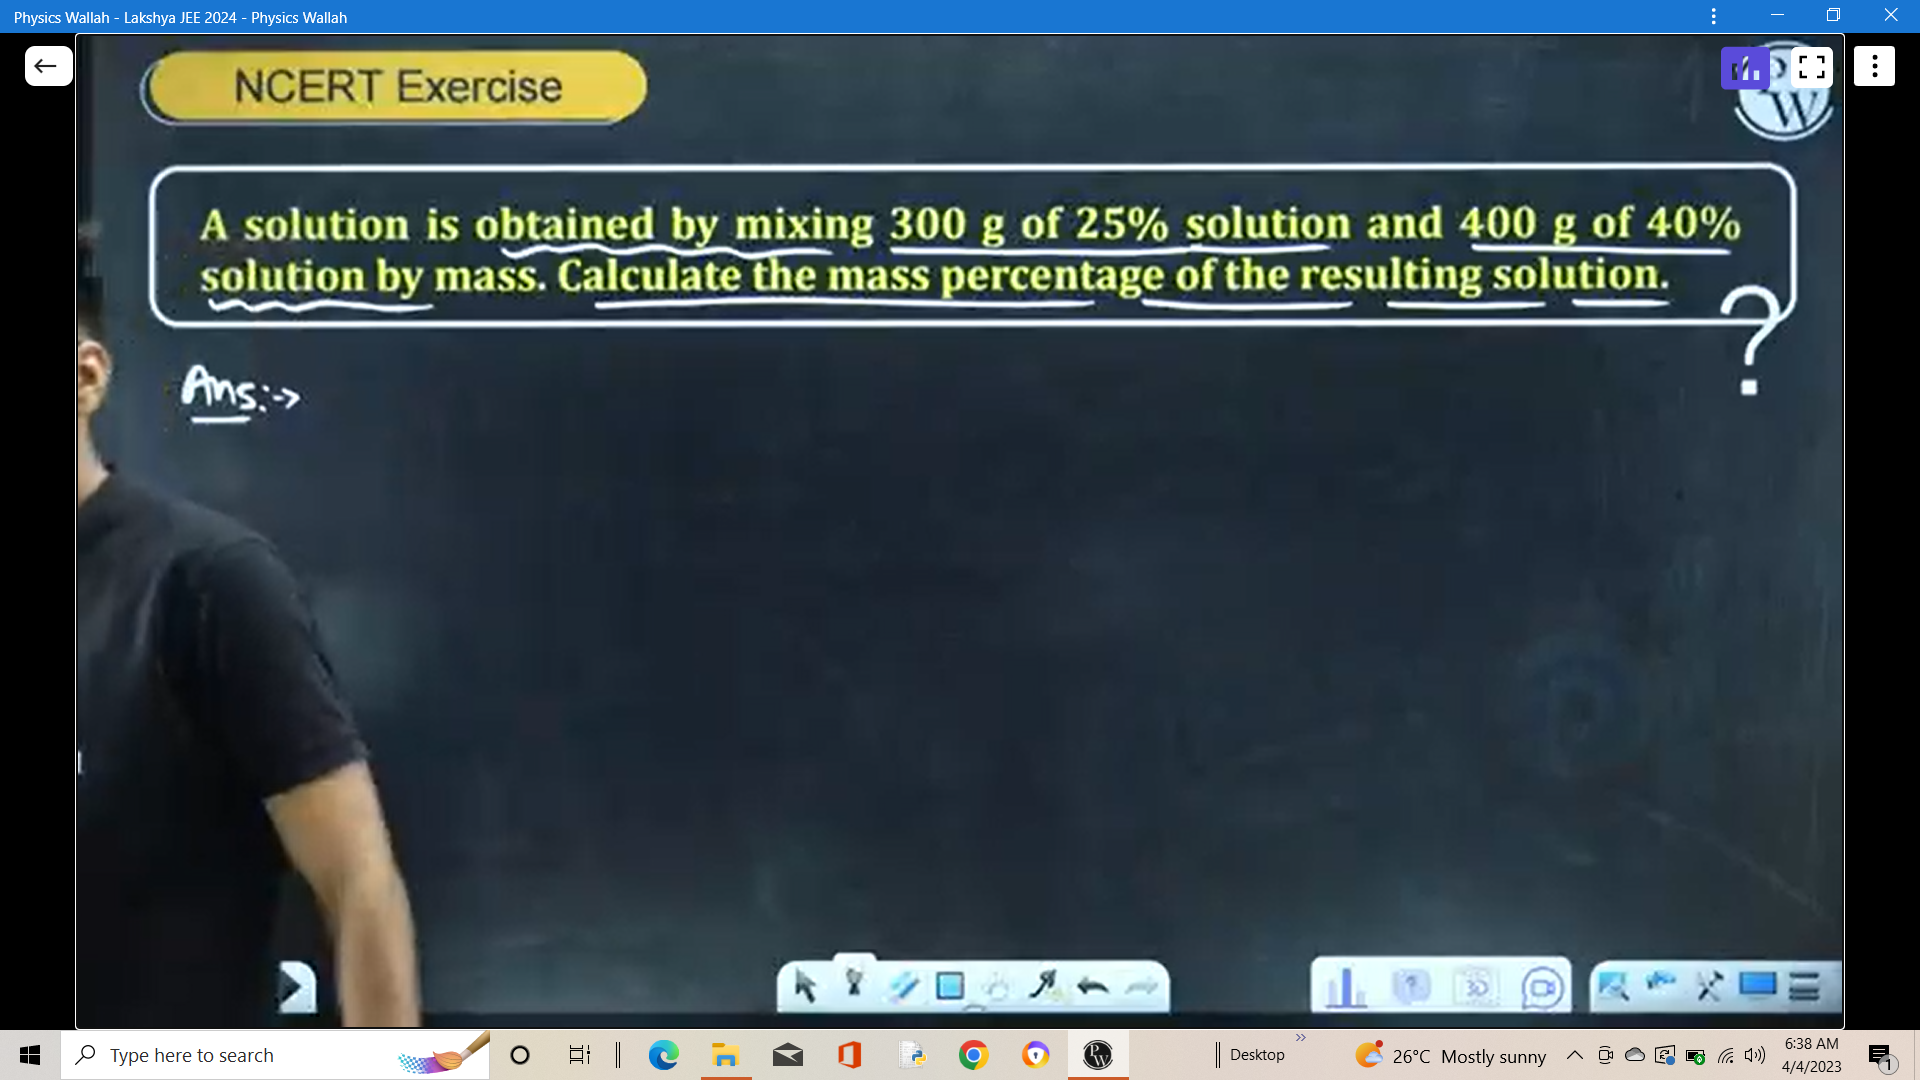 Physics Wallah - Lakshya JEE 2024 - Physics Wallah
NCERT Exercise
PW
A solution is obtained by mixing 300 g of 25% solution and 400 g of 40%
solution by mass. Calculate the mass percentage of the resulting solution.
?
Ans:->
Type here to search
Desktop
26°C Mostly sunny
6:38 AM
4/4/2023
1